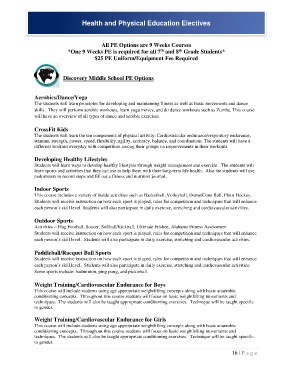 Health and Physical Education Electives
All PE Options are 9 Weeks Courses
*One 9 Weeks PE is required for all 7th and 8th Grade Students*
$25 PE Uniform/Equipment Fee Required
Discovery Middle School PE Options
Aerobics/Dance/Yoga
The students will learn principles for developing and maintaining fitness as well as basic movements and dance
skills. They will perform aerobic workouts, learn yoga moves, and do dance workouts such as Zumba. This course
will have an overview of all types of dance and aerobic exercises.
CrossFit Kids
The students will learn the ten components of physical activity: Cardiovascular endurance/respiratory endurance,
stamina, strength, power, speed, flexibility, agility, accuracy, balance, and coordination. The students will have a
different workout everyday with competition among their groups on improvements in their workouts.
Developing Healthy Lifestyles
Students will learn ways to develop healthy lifestyles through weight management and exercise. The students will
learn sports and activities that they can use to help them with their long-term life health. Also the students will use
pedometers to record steps and fill out a fitness and nutrition journal.
Indoor Sports
This course includes a variety of inside activities such as Basketball, Volleyball, Domes/Cone Ball, Floor Hockey.
Students will receive instruction on how each sport is played, rules for competition and techniques that will enhance
each person's skill level. Students will also participate in daily exercise, stretching and cardiovascular activities.
Outdoor Sports
Activities – Flag Football, Soccer, Softball/Kickball, Ultimate Frisbee, Alabama Fitness Assessment
Students will receive instruction on how each sport is played, rules for competition and techniques that will enhance
each person's skill level. Students will also participate in daily exercise, stretching and cardiovascular activities.
Paddleball/Racquet Ball Sports
Students will receive instruction on how each sport is played, rules for competition and techniques that will enhance
each person's skill level. Students will also participate in daily exercise, stretching and cardiovascular activities.
Some sports include: badminton, ping pong, and pickleball.
Weight Training/Cardiovascular Endurance for Boys
This course will include students using age appropriate weightlifting concepts along with basic anaerobic
conditioning concepts. Throughout this course students will focus on basic weightlifting movements and
techniques. The students will also be taught appropriate conditioning exercises. Technique will be taught specific
to gender.
Weight Training/Cardiovascular Endurance for Girls
This course will include students using age appropriate weightlifting concepts along with basic anaerobic
conditioning concepts. Throughout this course students will focus on basic weightlifting movements and
techniques. The students will also be taught appropriate conditioning exercises. Technique will be taught specific
to gender.
16 | Page